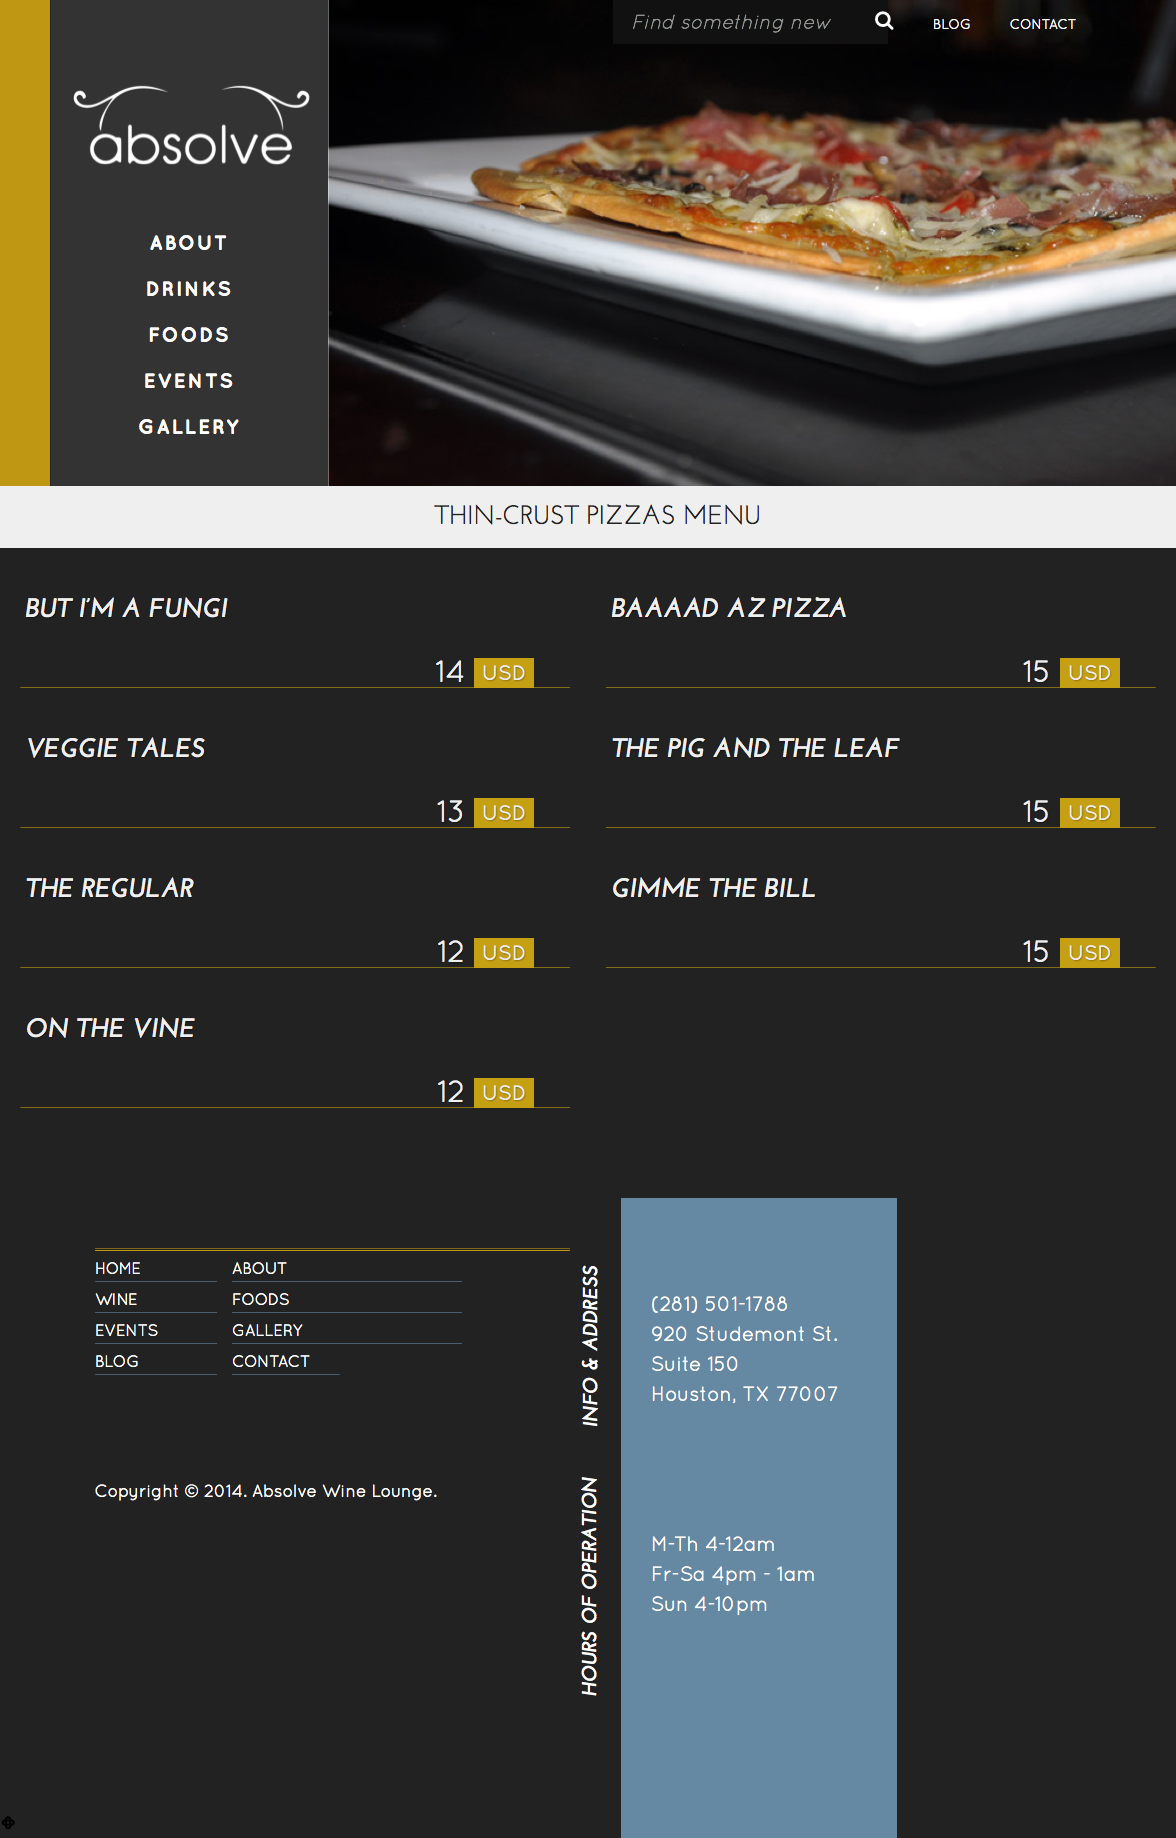 Find something new
BLOG
CONTACT
absolve
ABOUT
DRINKS
FOODS
EVENTS
GALLERY
THIN-CRUST PIZZAS MENU
BUT I'M A FUNGI
14 USD
BAAAAD AZ PIZZA
15 USD
VEGGIE TALES
13 USD
THE PIG AND THE LEAF
15 USD
THE REGULAR
12 USD
GIMME THE BILL
15 USD
ON THE VINE
12 USD
HOME
ABOUT
WINE
FOODS
EVENTS
GALLERY
BLOG
CONTACT
Copyright © 2014. Absolve Wine Lounge.
INFO & ADDRESS
(281) 501-1788
920 Studemont St.
Suite 150
Houston, TX 77007
HOURS OF OPERATION
M-Th 4-12am
Fr-Sa 4pm - 1am
Sun 4-10pm